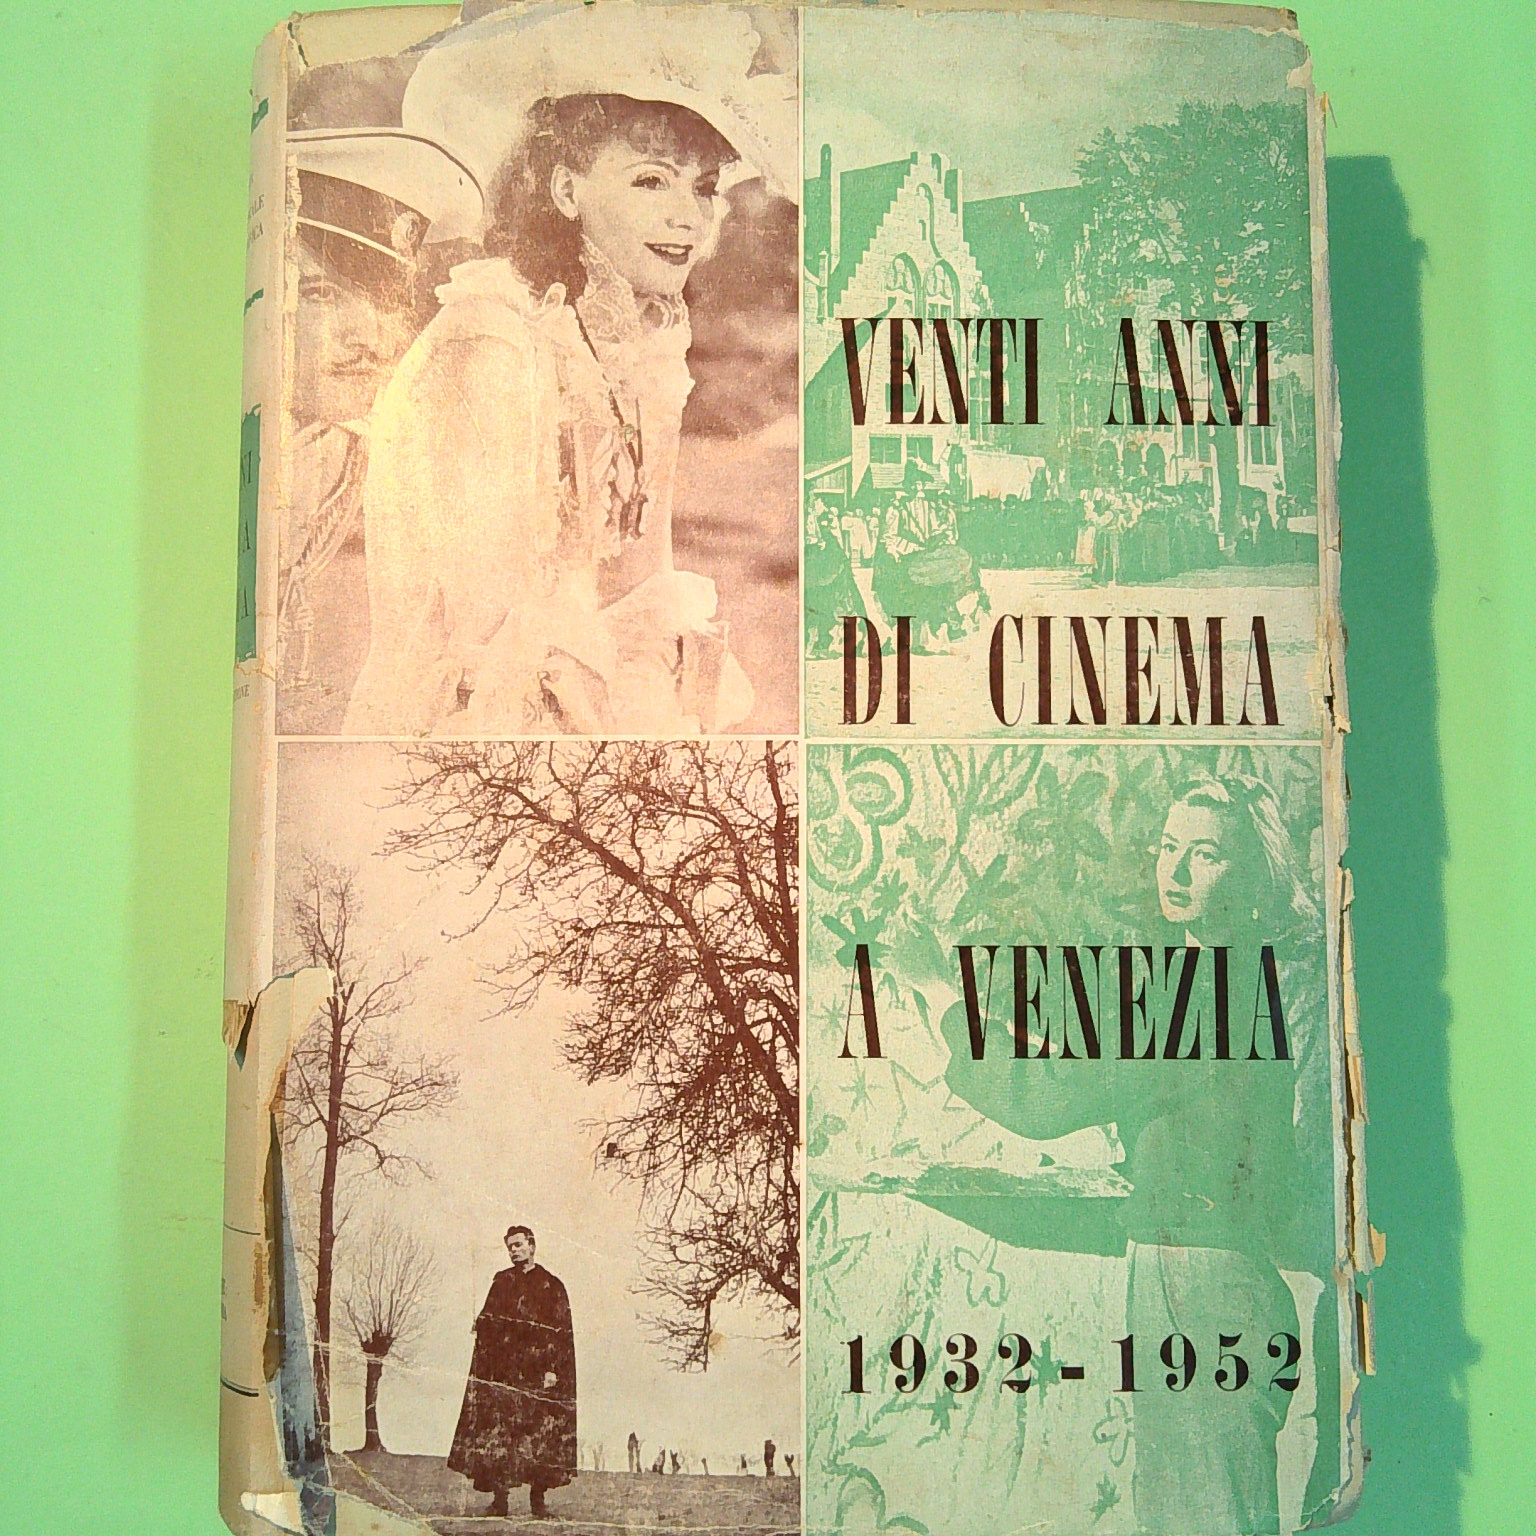 VENTI ANNI
DI CINEMA
A VENEZIA
1932-1952